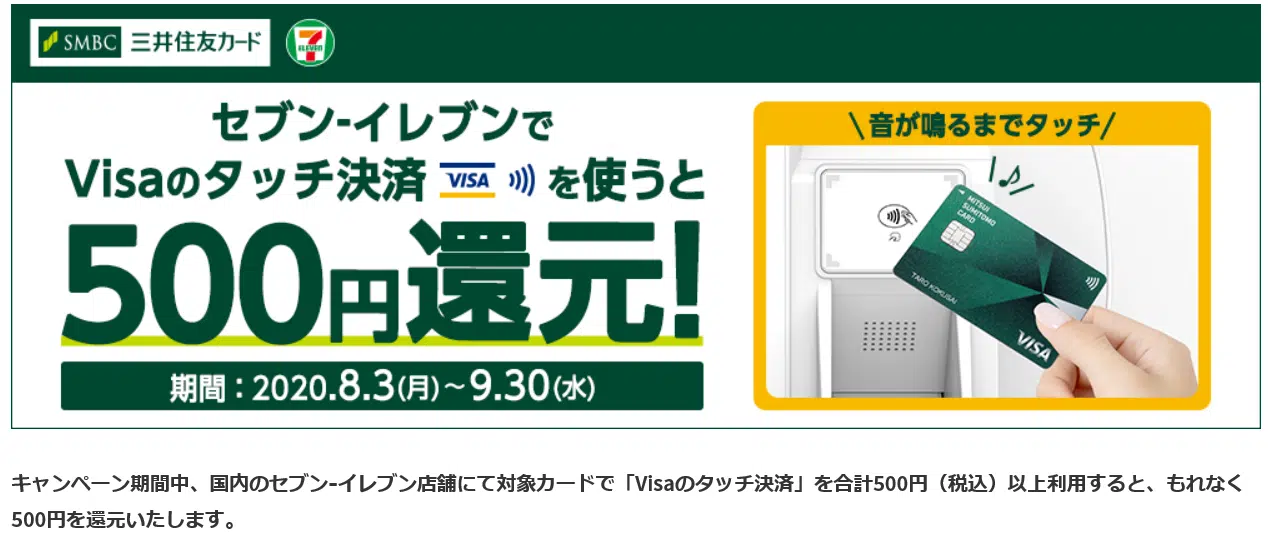 SMBC 三井住友カード
7 ELEVEN
セブン-イレブンで
Visaのタッチ決済 VISA を使うと
500円還元!
期間：2020.8.3(月)～9.30(水)
\音が鳴るまでタッチ/
MITSUI
SUMITOMO
CARD
TARO KOKUSAI
VISA
キャンペーン期間中、国内のセブン-イレブン店舗にて対象カードで「Visaのタッチ決済」を合計500円（税込）以上利用すると、もれなく
500円を還元いたします。